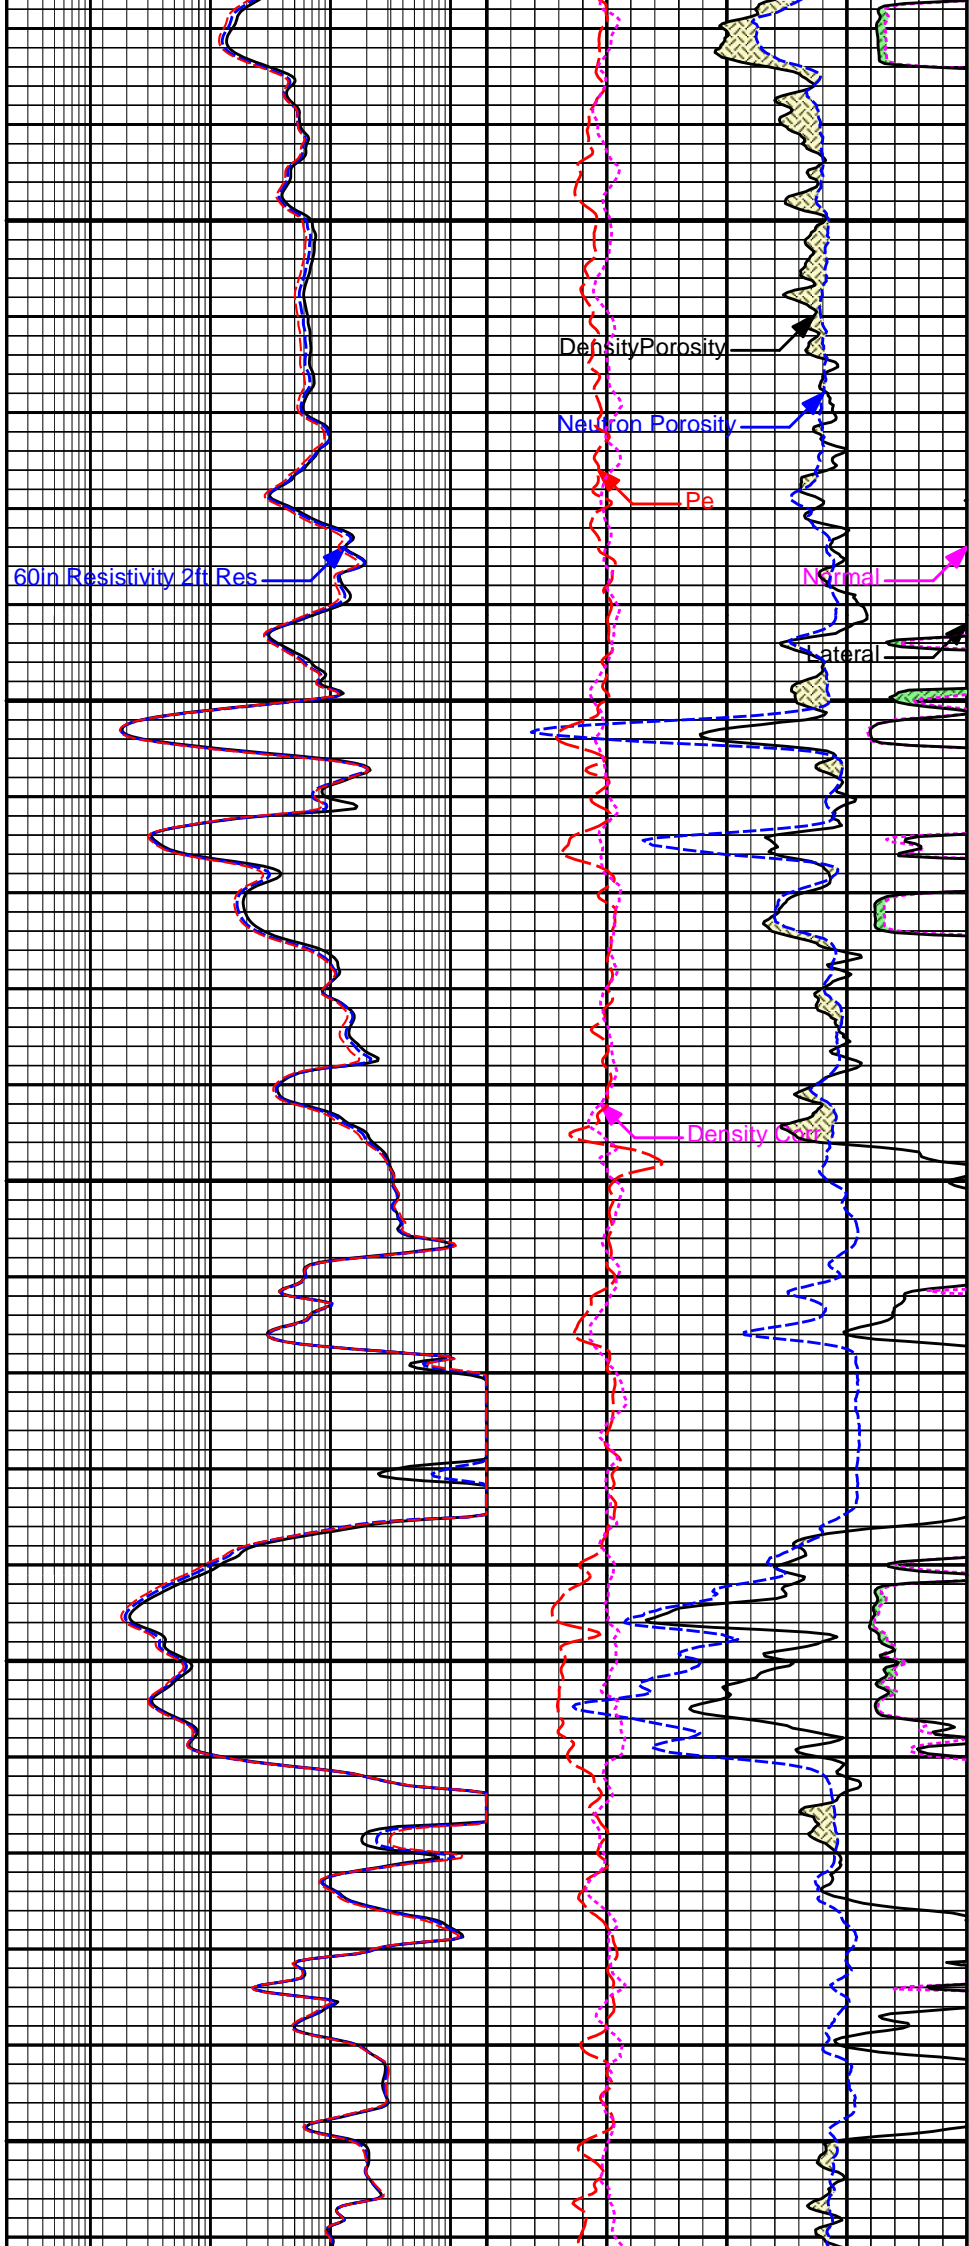 DensityPorosity
Neutron Porosity
Pe
60in Resistivity 2ft Res
Normal
Lateral
Density Corr